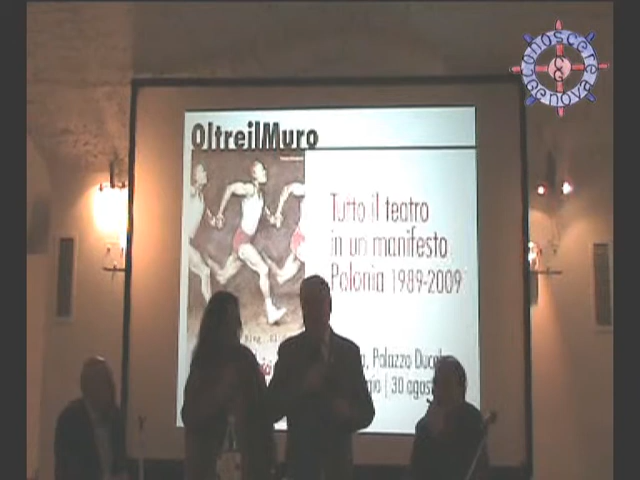 conoscere
genova
OltreilMuro
Tutto il teatro
in un manifesto
Polonia 1989-2009
Palazzo Ducale
30 agosto